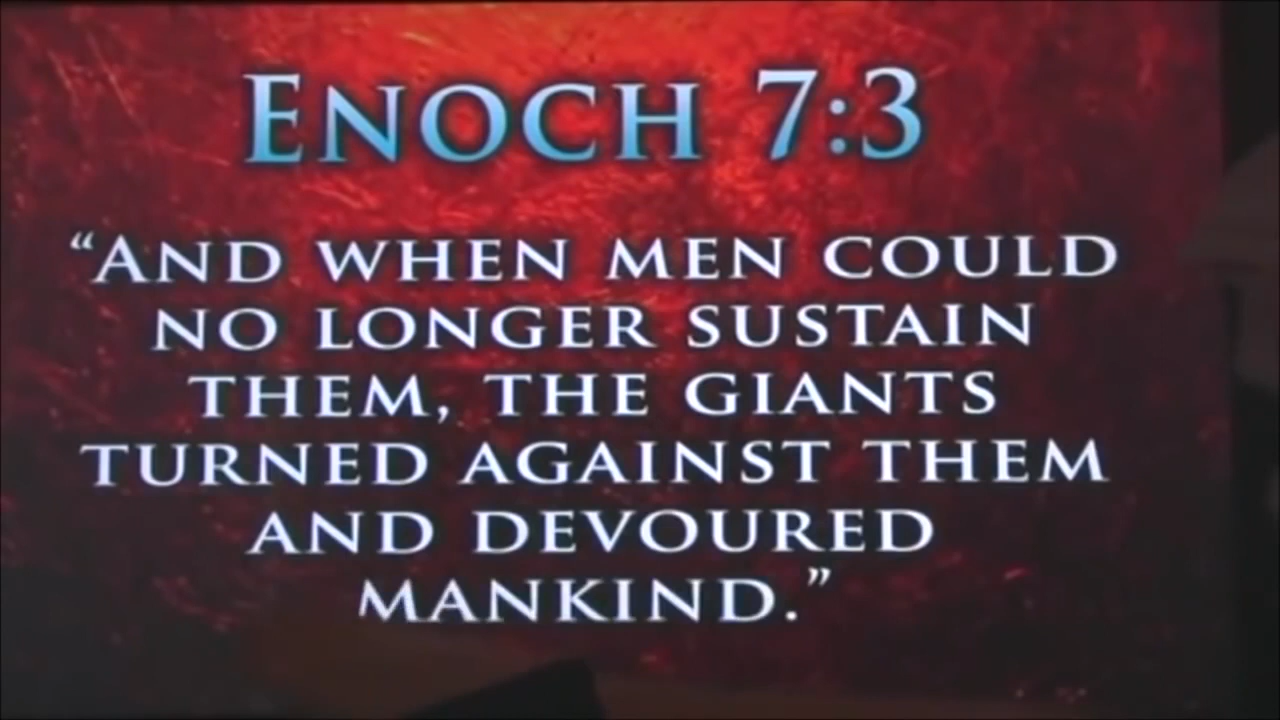 ENOCH 7:3
“AND WHEN MEN COULD
NO LONGER SUSTAIN
THEM, THE GIANTS
TURNED AGAINST THEM
AND DEVOURED
MANKIND.”